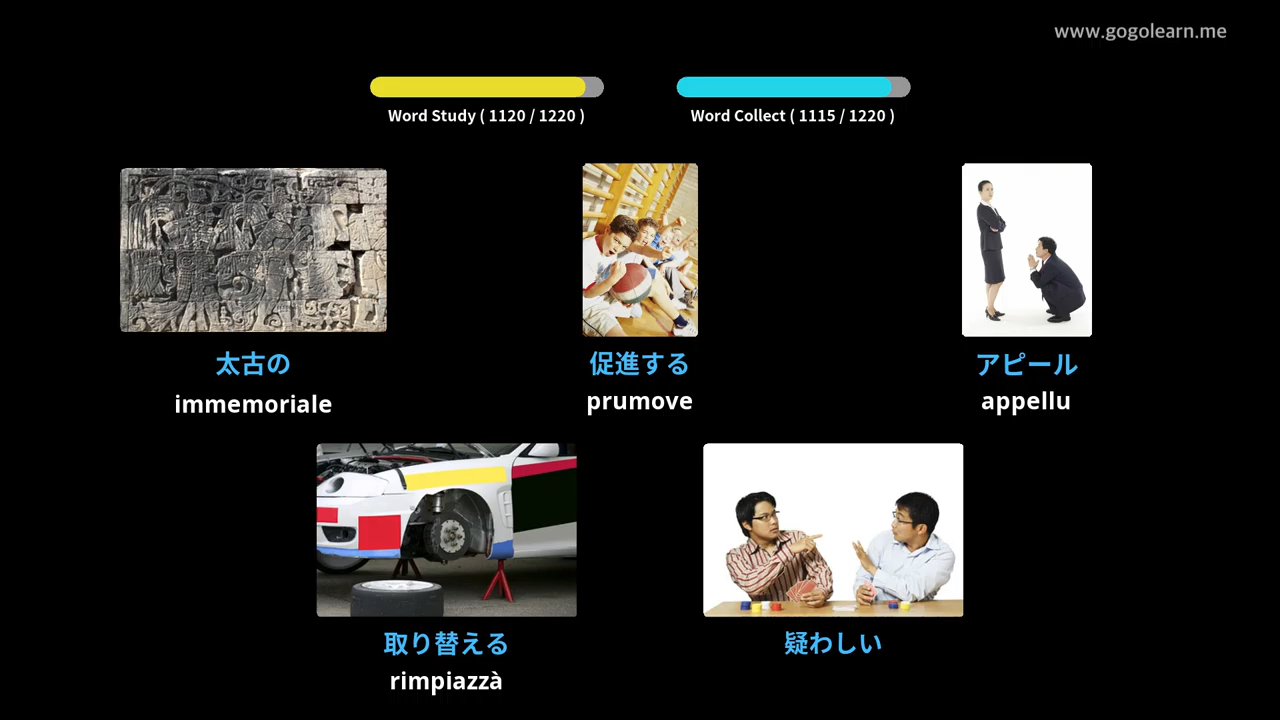 www.gogolearn.me
Word Study ( 1120 / 1220 )
Word Collect ( 1115 / 1220 )
太古の
immemoriale
促進する
prumove
アピール
appellu
取り替える
rimpiazzà
疑わしい